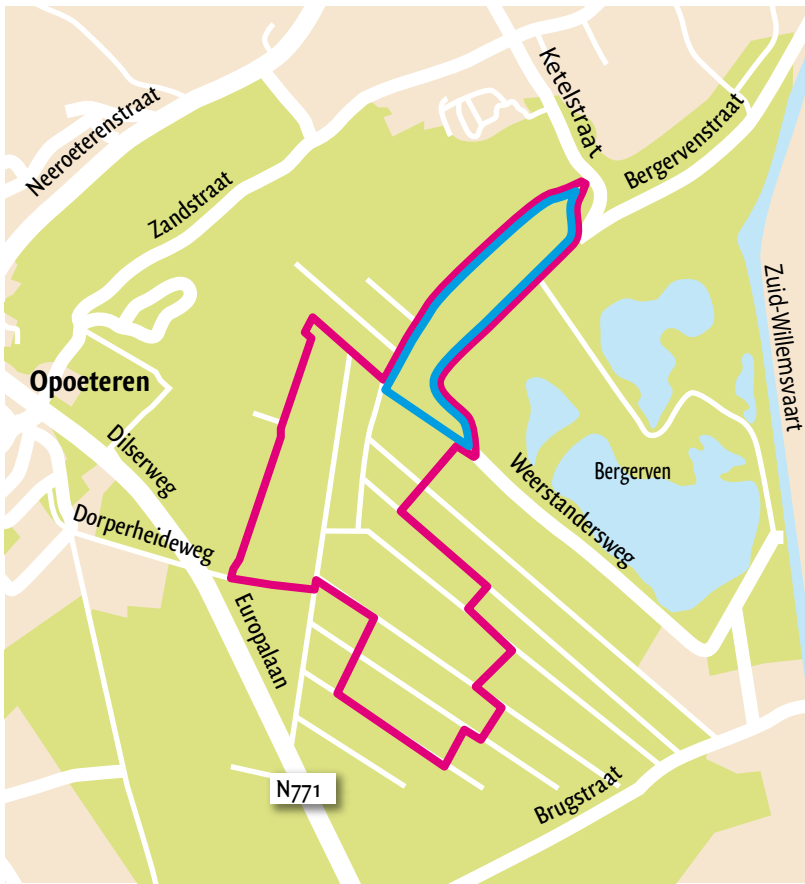 Ketelstraat
Neeroeterenstraat
Bergervenstraat
Zandstraat
Zuid-Willemsvaart
Opoeteren
Dilserweg
Bergerven
Weerstandersweg
Dorperheideweg
Europalaan
N771
Brugstraat